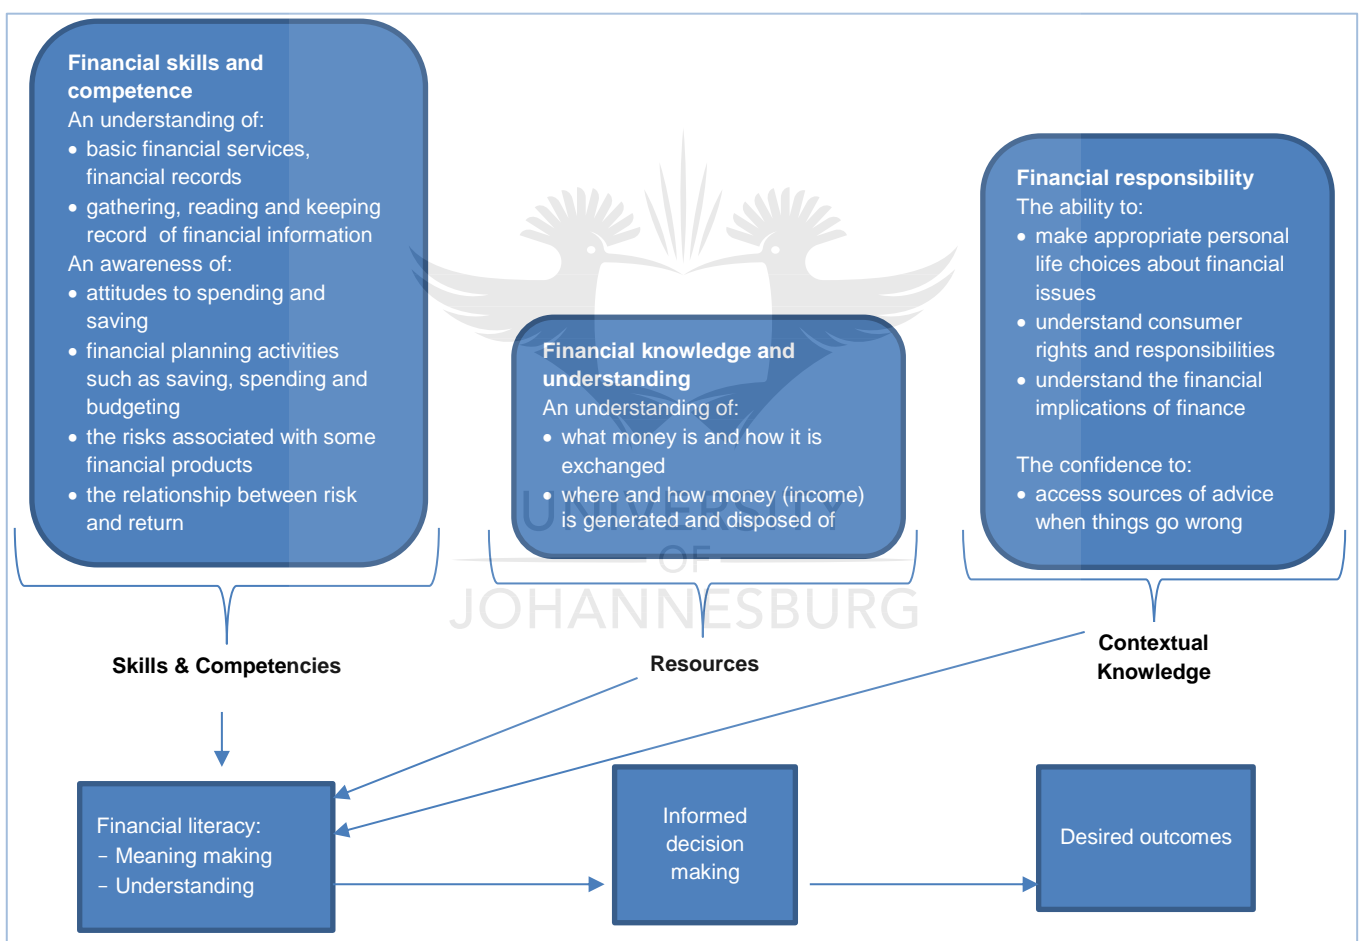 Financial skills and
competence
An understanding of:
• basic financial services,
financial records
• gathering, reading and keeping
record of financial information
An awareness of:
• attitudes to spending and
saving
• financial planning activities
such as saving, spending and
budgeting
• the risks associated with some
financial products
• the relationship between risk
and return
Financial knowledge and
understanding
An understanding of:
• what money is and how it is
exchanged
• where and how money (income)
is generated and disposed of
Financial responsibility
The ability to:
• make appropriate personal
life choices about financial
issues
• understand consumer
rights and responsibilities
• understand the financial
implications of finance
The confidence to:
• access sources of advice
when things go wrong
UNIVERSITY
OF
JOHANNESBURG
Skills & Competencies
Resources
Contextual
Knowledge
Financial literacy:
− Meaning making
− Understanding
Informed
decision
making
Desired outcomes